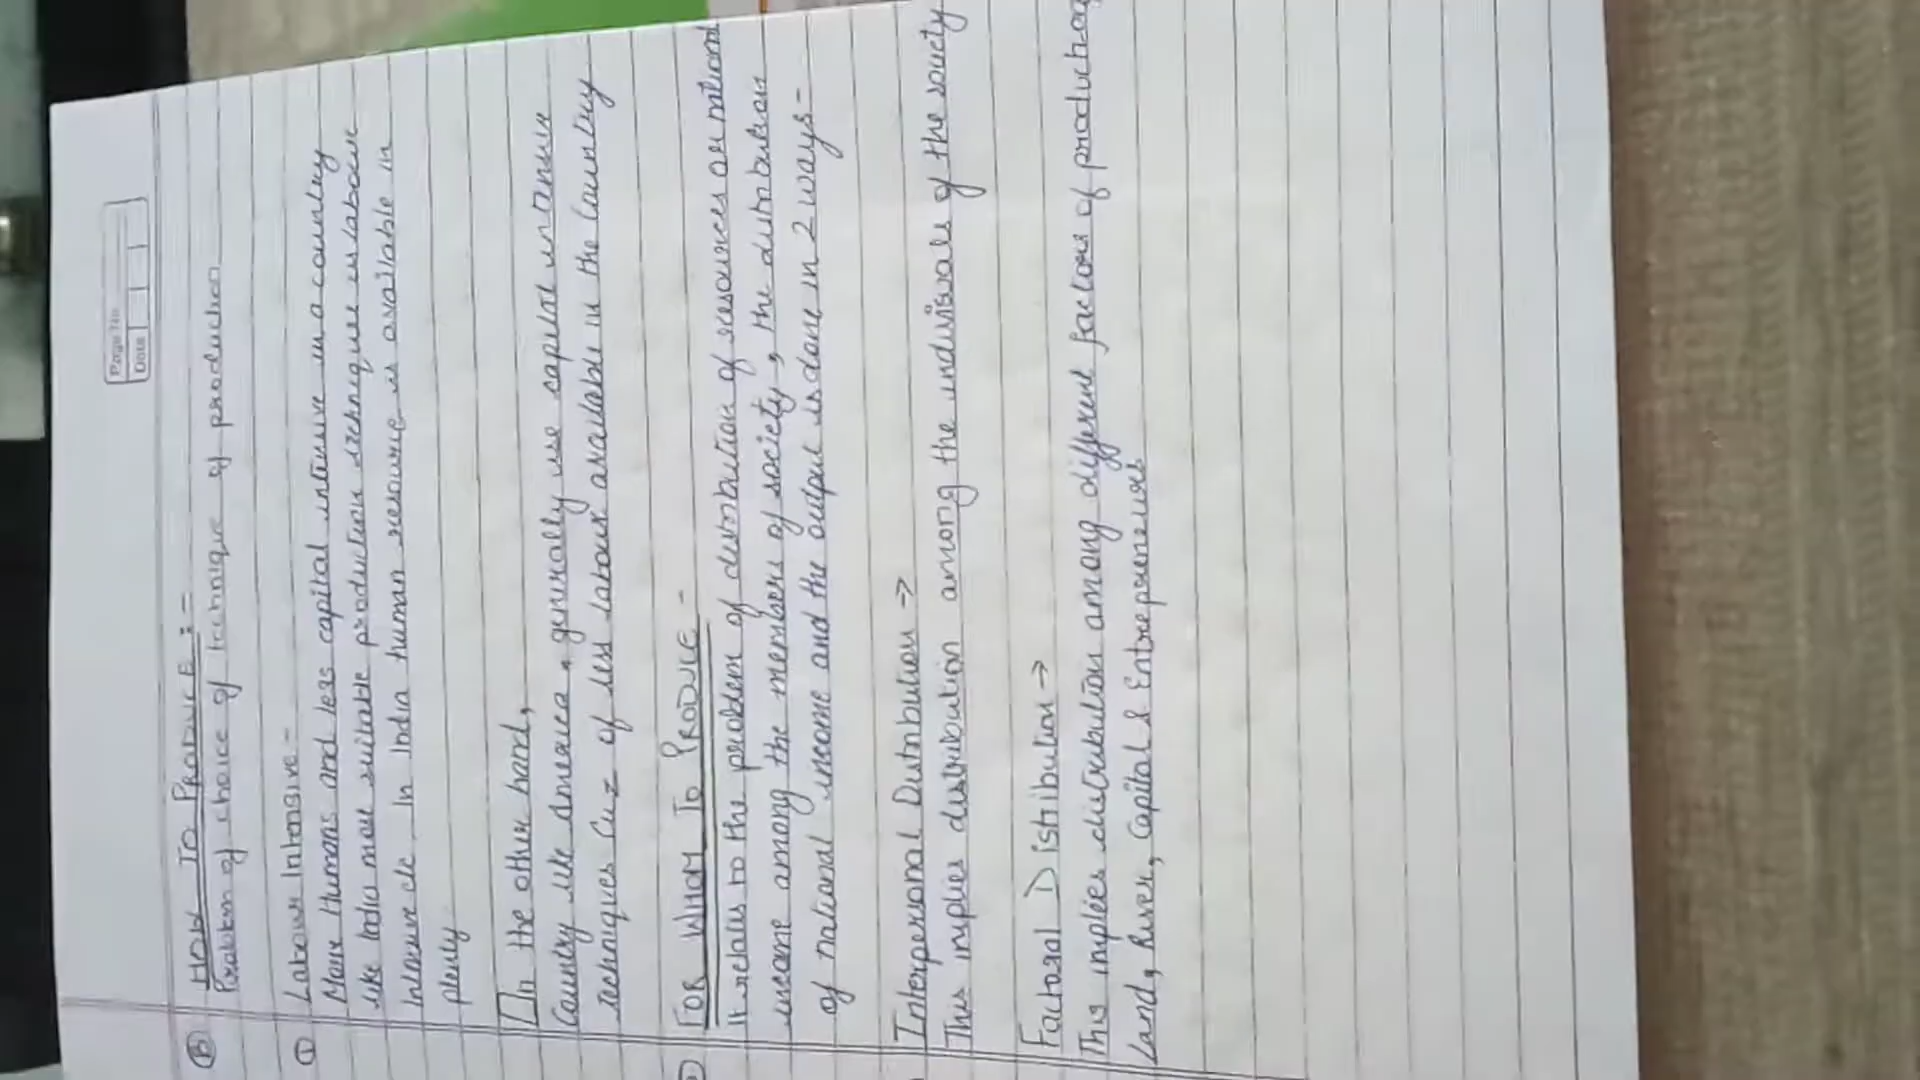 Page No.
Date
(B) HOW TO PRODUCE :-
Problem of choice of technique of production
(1) Labour Intensive -
More Humans and less capital intensive in a country
like India more suitable production technique is labour
Intensive In India human resource is available in
plenty
In the other hand,
Country like America, generally use capital intensive
techniques Cuz of less labour available in the Country
FOR WHOM TO PRODUCE -
It relates to the problem of distribution of resources or national
income among the members of society, the distribution
of national income and the output is done in 2 ways -
Interpersonal Distribution →
This implies distribution among the individuals of the society
Factoral Distibution →
This implies distribution among different factors of production
Land, River, Capital & Entrepreneurs